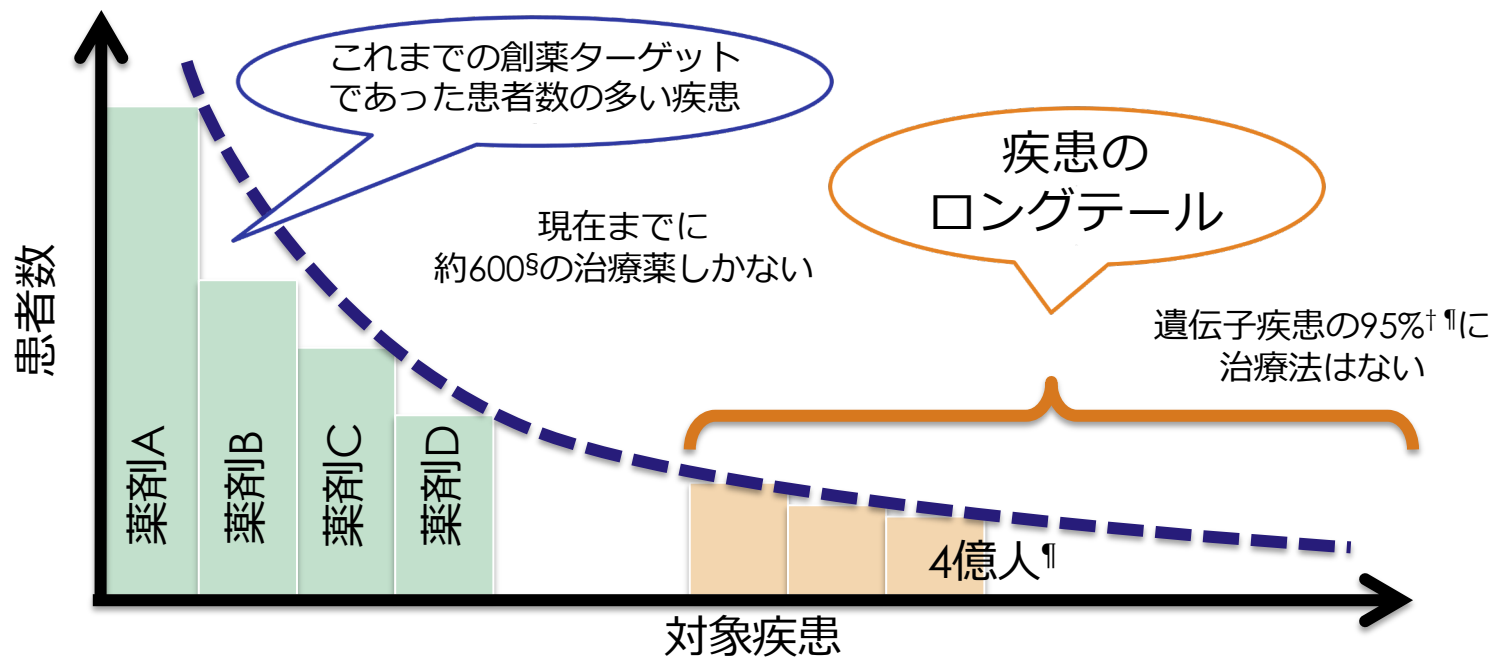 これまでの創薬ターゲット
であった患者数の多い疾患
疾患の
ロングテール
現在までに
約600§の治療薬しかない
遺伝子疾患の95%†¶に
治療法はない
患者数
薬剤A
薬剤B
薬剤C
薬剤D
4億人¶
対象疾患